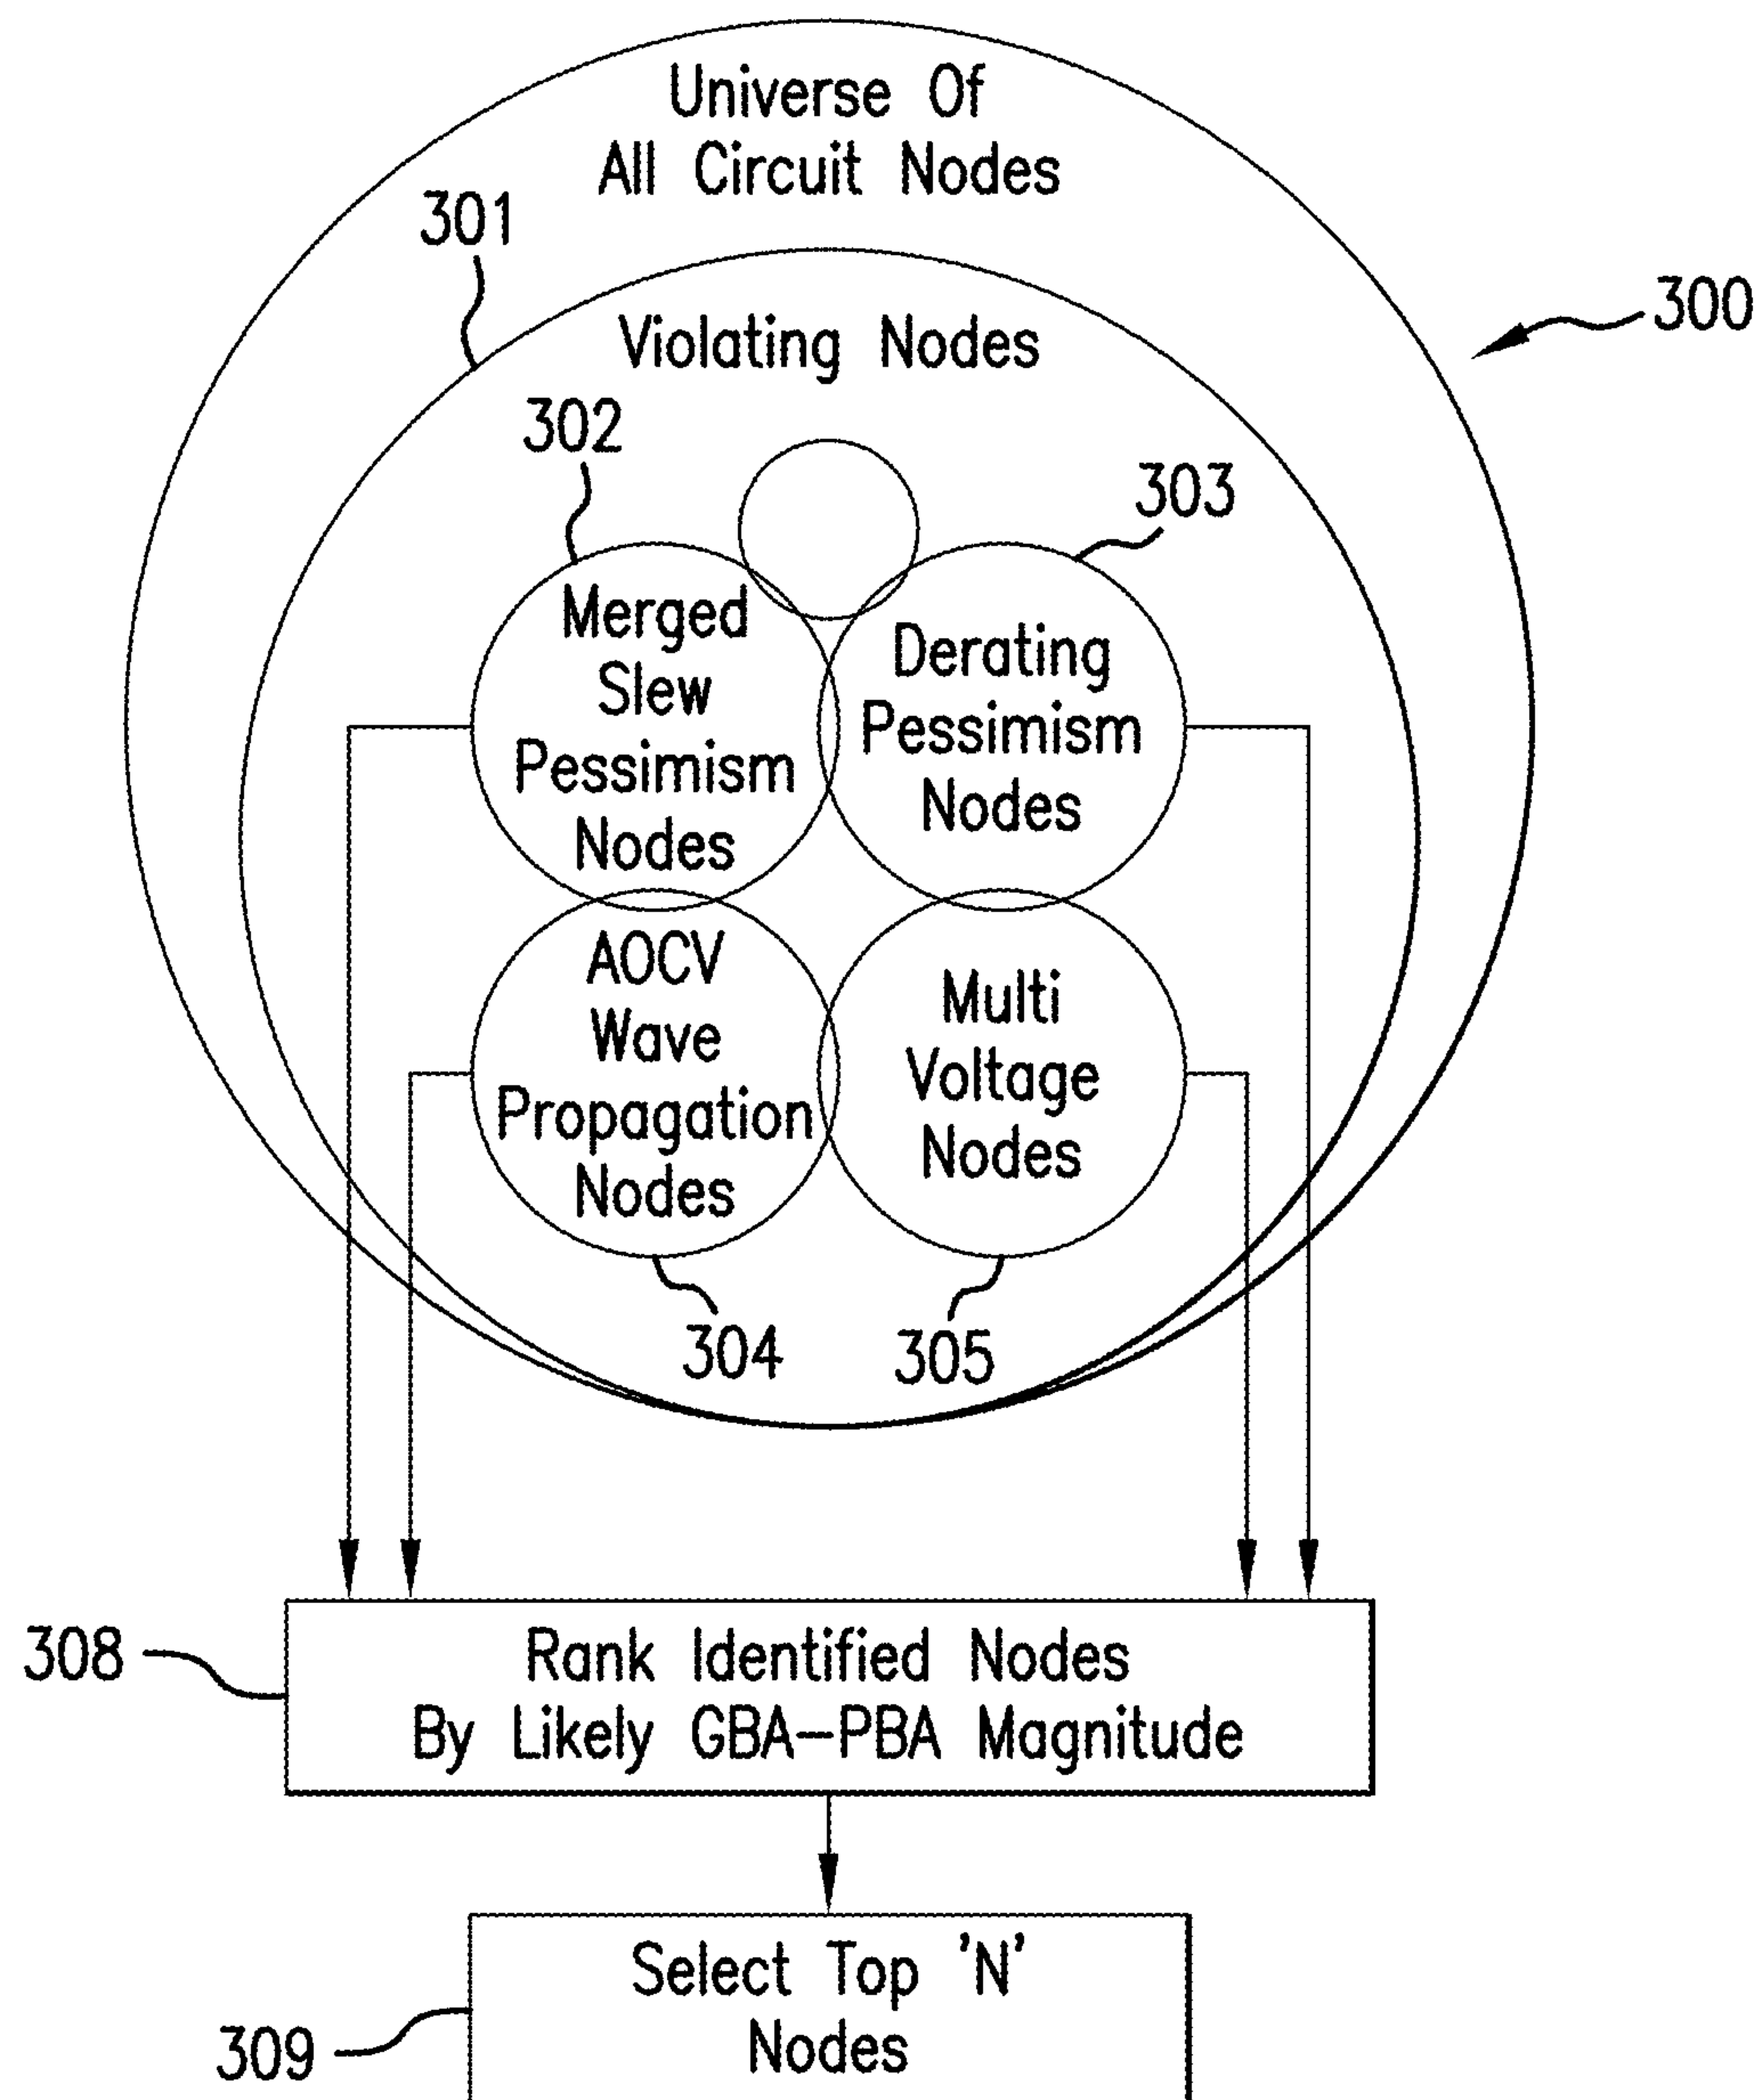 Universe Of
All Circuit Nodes
301
300
Violating Nodes
302
303
Merged
Slew
Pessimism
Nodes
Derating
Pessimism
Nodes
AOCV
Wave
Propagation
Nodes
Multi
Voltage
Nodes
304
305
308
Rank Identified Nodes
By Likely GBA–PBA Magnitude
Select Top 'N'
Nodes
309